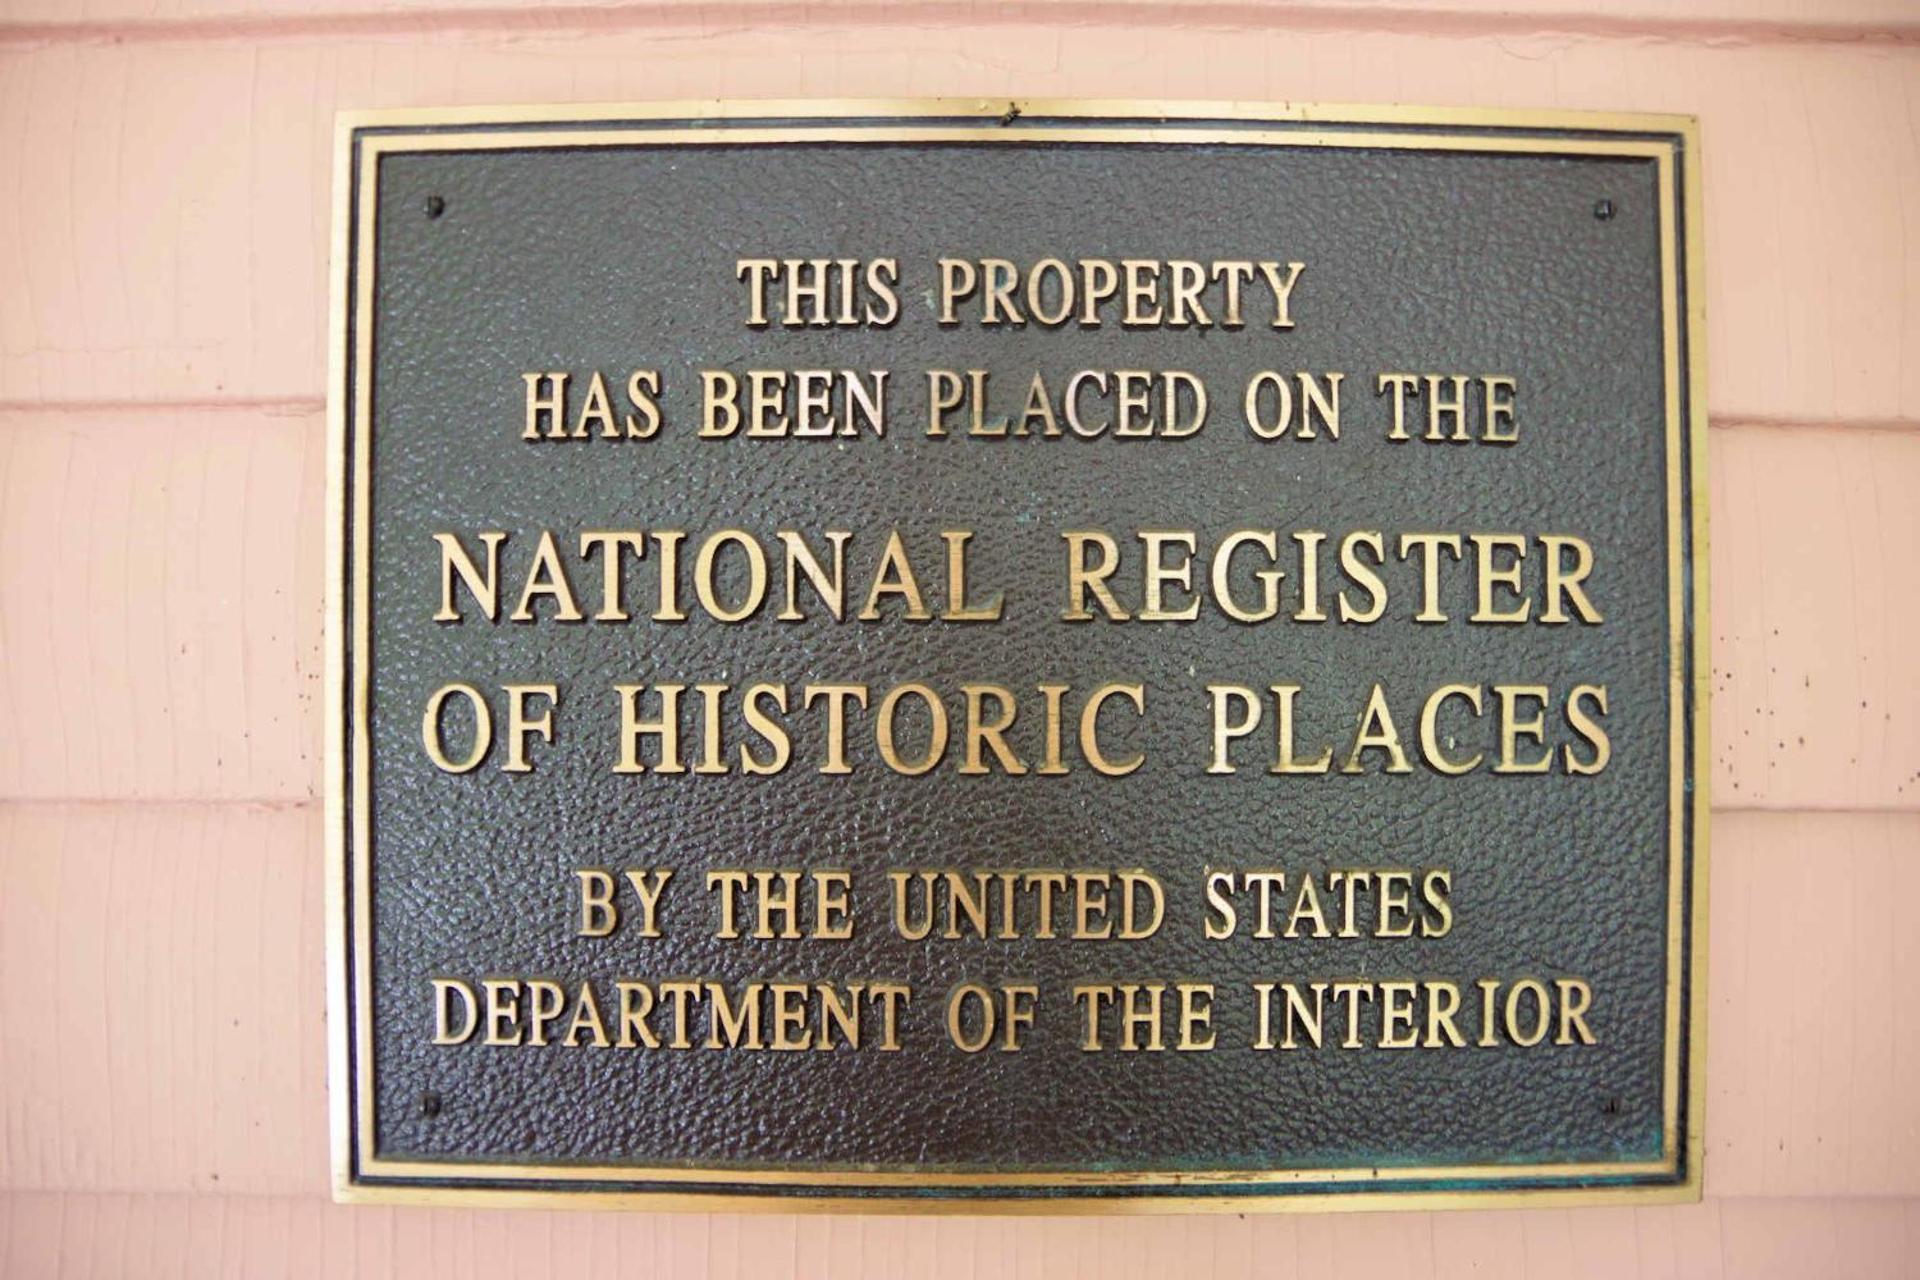 THIS PROPERTY
HAS BEEN PLACED ON THE
NATIONAL REGISTER
OF HISTORIC PLACES
BY THE UNITED STATES
DEPARTMENT OF THE INTERIOR